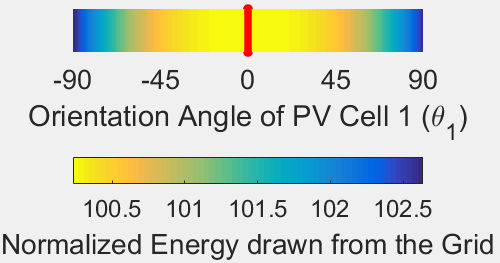 -90 -45 0 45 90
Orientation Angle of PV Cell 1 (θ₁)
100.5 101 101.5 102 102.5
Normalized Energy drawn from the Grid